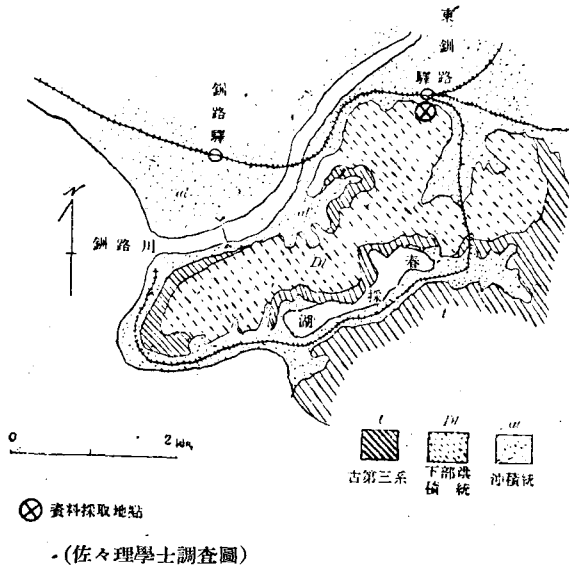 東釧路驛
釧路驛
al
al
釧路川
N
Dl
春採湖
t
0 2 km.
t Dl al
古第三系 下部洪積統 沖積統
⊗ 資料採取地點
(佐々理學士調査圖)